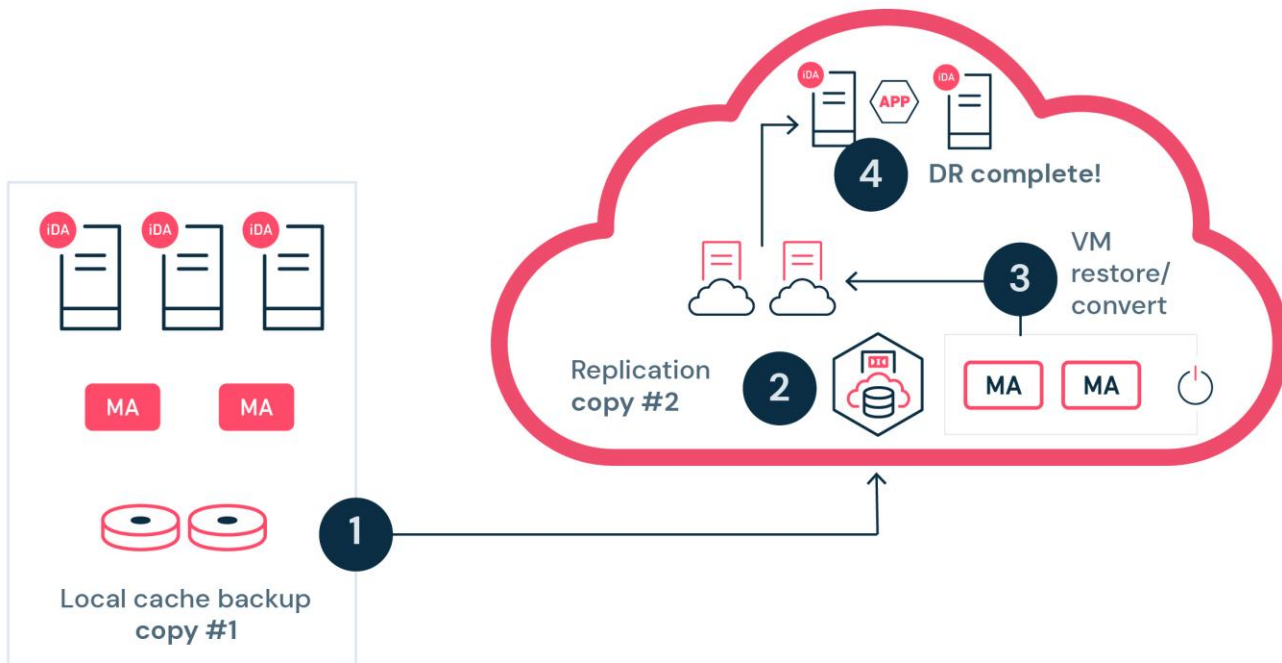 iDA
APP
iDA
4
DR complete!
iDA
iDA
iDA
3
VM
restore/
convert
Replication
copy #2
2
MA
MA
MA
MA
1
Local cache backup
copy #1